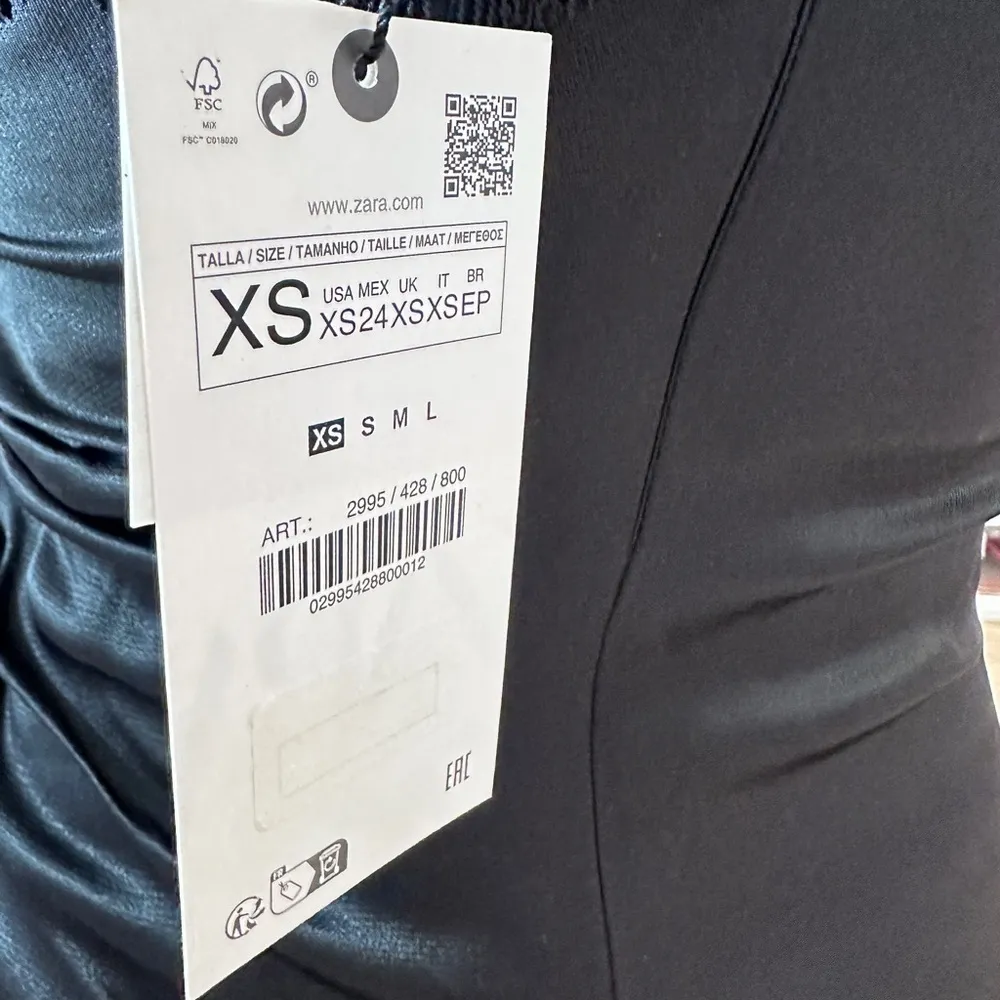 FSC
MIX
FSC™ C018020
®
www.zara.com
TALLA / SIZE / TAMANHO / TAILLE / MAAT / ΜΕΓΕΘΟΣ
XS
USA MEX UK IT BR
XS 24 XS XS EP
XS S M L
ART.: 2995 / 428 / 800
02995428800012
EAC
FR